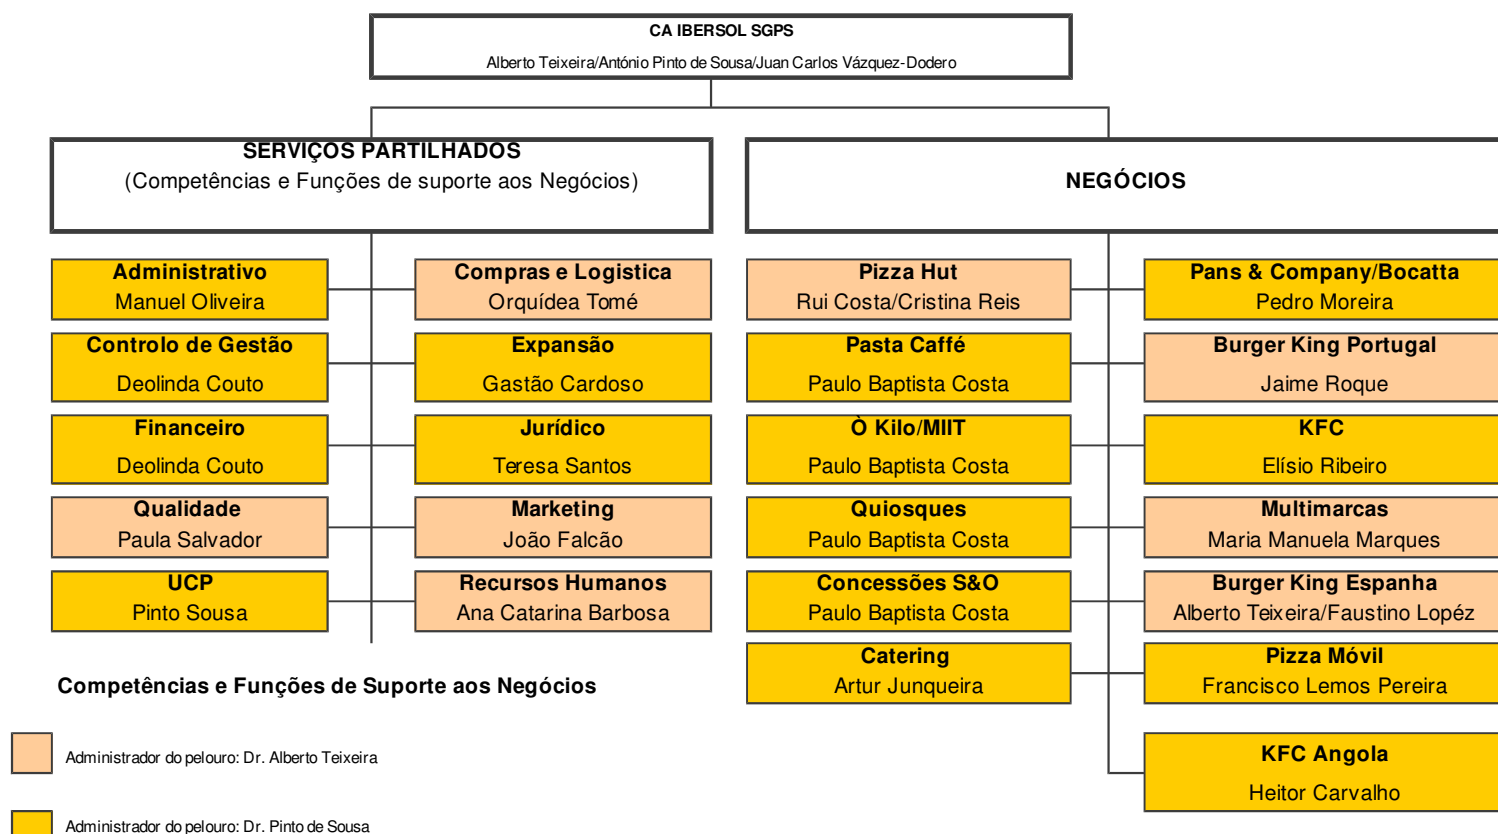 CA IBERSOL SGPS
Alberto Teixeira/António Pinto de Sousa/Juan Carlos Vázquez-Dodero
SERVIÇOS PARTILHADOS
(Competências e Funções de suporte aos Negócios)
NEGÓCIOS
Administrativo
Manuel Oliveira
Compras e Logistica
Orquídea Tomé
Pizza Hut
Rui Costa/Cristina Reis
Pans & Company/Bocatta
Pedro Moreira
Controlo de Gestão
Deolinda Couto
Expansão
Gastão Cardoso
Pasta Caffé
Paulo Baptista Costa
Burger King Portugal
Jaime Roque
Financeiro
Deolinda Couto
Jurídico
Teresa Santos
Ò Kilo/MIIT
Paulo Baptista Costa
KFC
Elísio Ribeiro
Qualidade
Paula Salvador
Marketing
João Falcão
Quiosques
Paulo Baptista Costa
Multimarcas
Maria Manuela Marques
UCP
Pinto Sousa
Recursos Humanos
Ana Catarina Barbosa
Concessões S&O
Paulo Baptista Costa
Burger King Espanha
Alberto Teixeira/Faustino Lopéz
Catering
Artur Junqueira
Pizza Móvil
Francisco Lemos Pereira
Competências e Funções de Suporte aos Negócios
KFC Angola
Heitor Carvalho
Administrador do pelouro: Dr. Alberto Teixeira
Administrador do pelouro: Dr. Pinto de Sousa